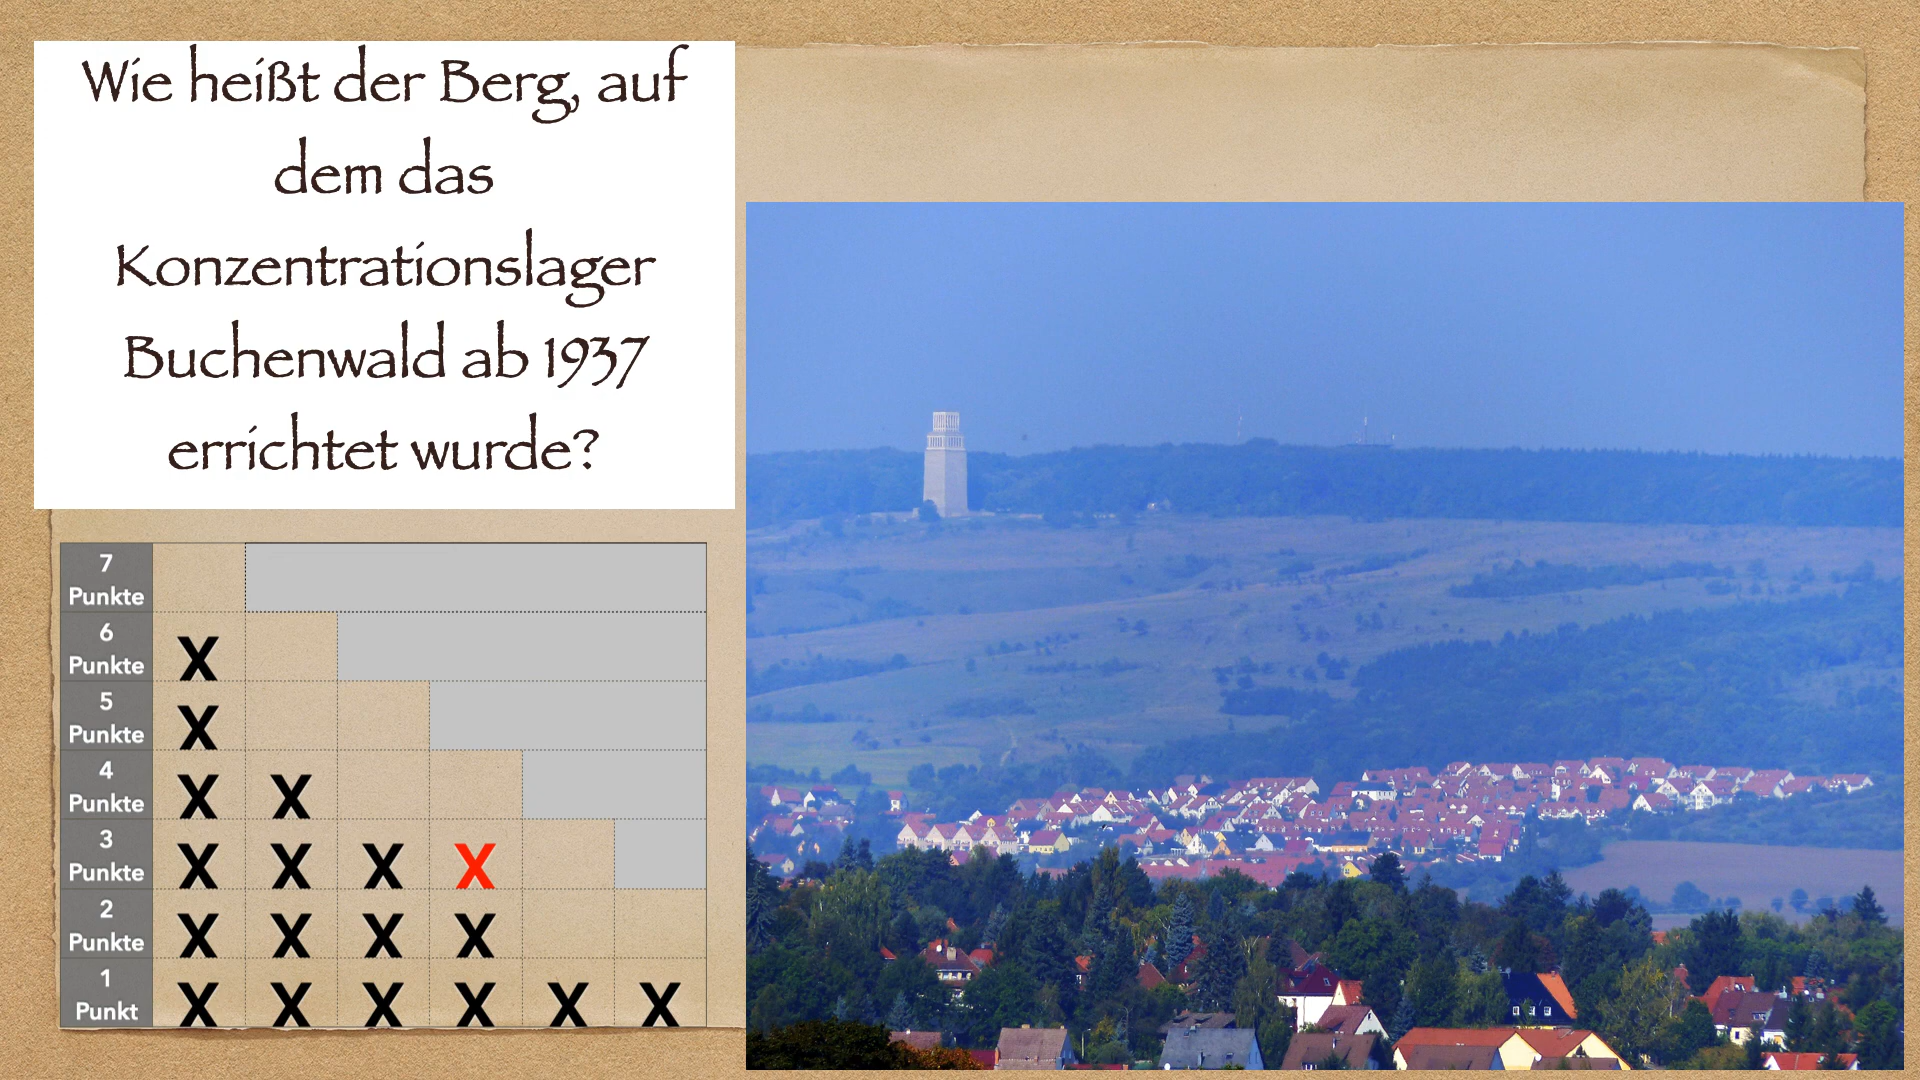 Wie heißt der Berg, auf
dem das
Konzentrationslager
Buchenwald ab 1937
errichtet wurde?
7
Punkte
6
Punkte
X
5
Punkte
X
4
Punkte
X X
3
Punkte
X X X X
2
Punkte
X X X X
1
Punkt
X X X X X X